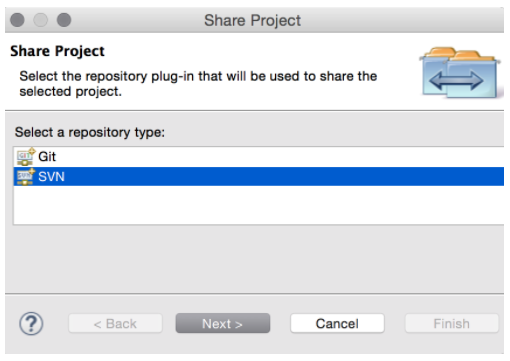 Share Project
Share Project
Select the repository plug-in that will be used to share the
selected project.
Select a repository type:
Git
SVN
? < Back Next > Cancel Finish